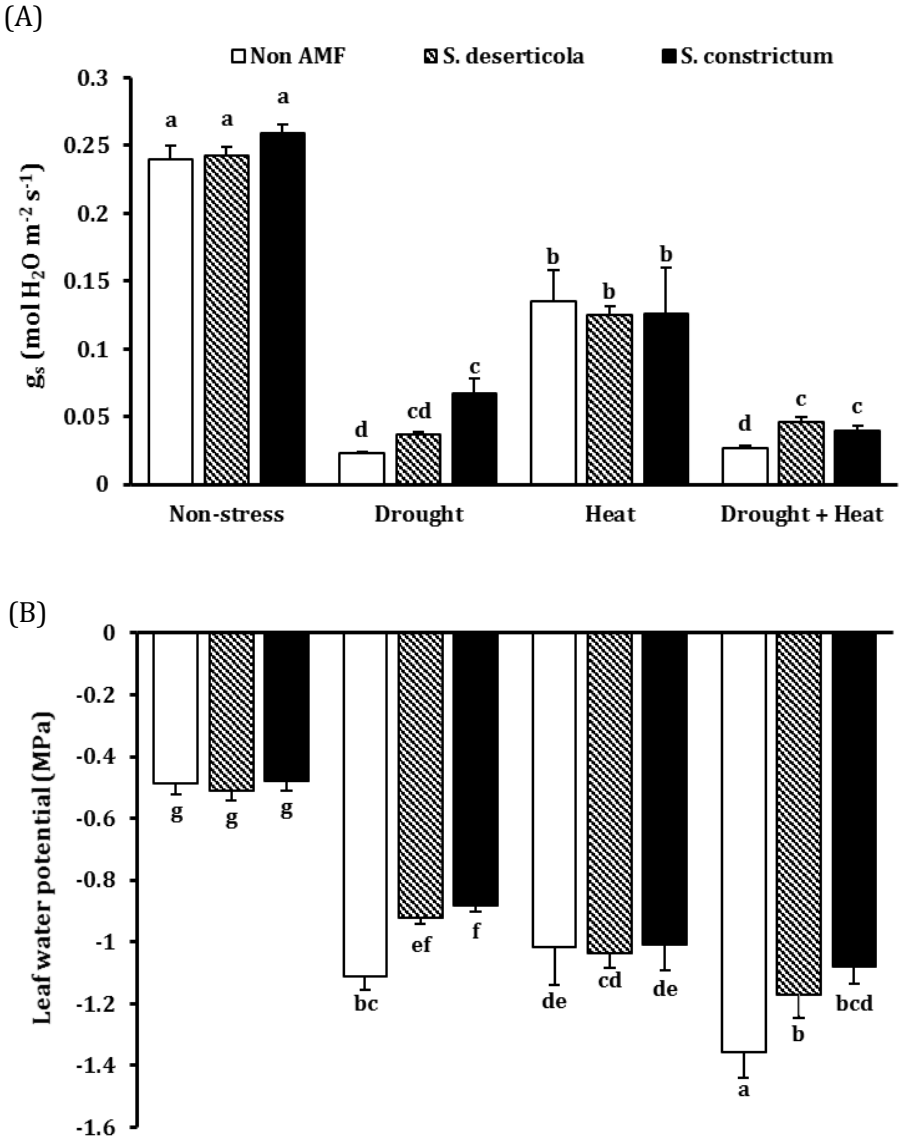 (A)
Non AMF S. deserticola S. constrictum
0.3
0.25
0.2
0.15
0.1
0.05
0
gs (mol H2O m-2 s-1)
a a a
d cd c
b b b
d c c
Non-stress Drought Heat Drought + Heat
(B)
0
-0.2
-0.4
-0.6
-0.8
-1
-1.2
-1.4
-1.6
Leaf water potential (MPa)
g g g
bc ef f
de cd de
a b bcd